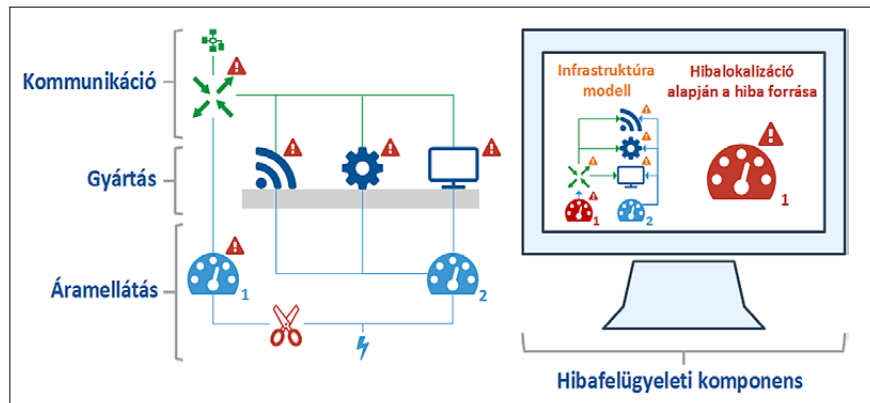 Kommunikáció
Gyártás
Áramellátás
1
2
Infrastruktúra
modell
1
2
Hibalokalizáció
alapján a hiba forrása
1
Hibafelügyeleti komponens